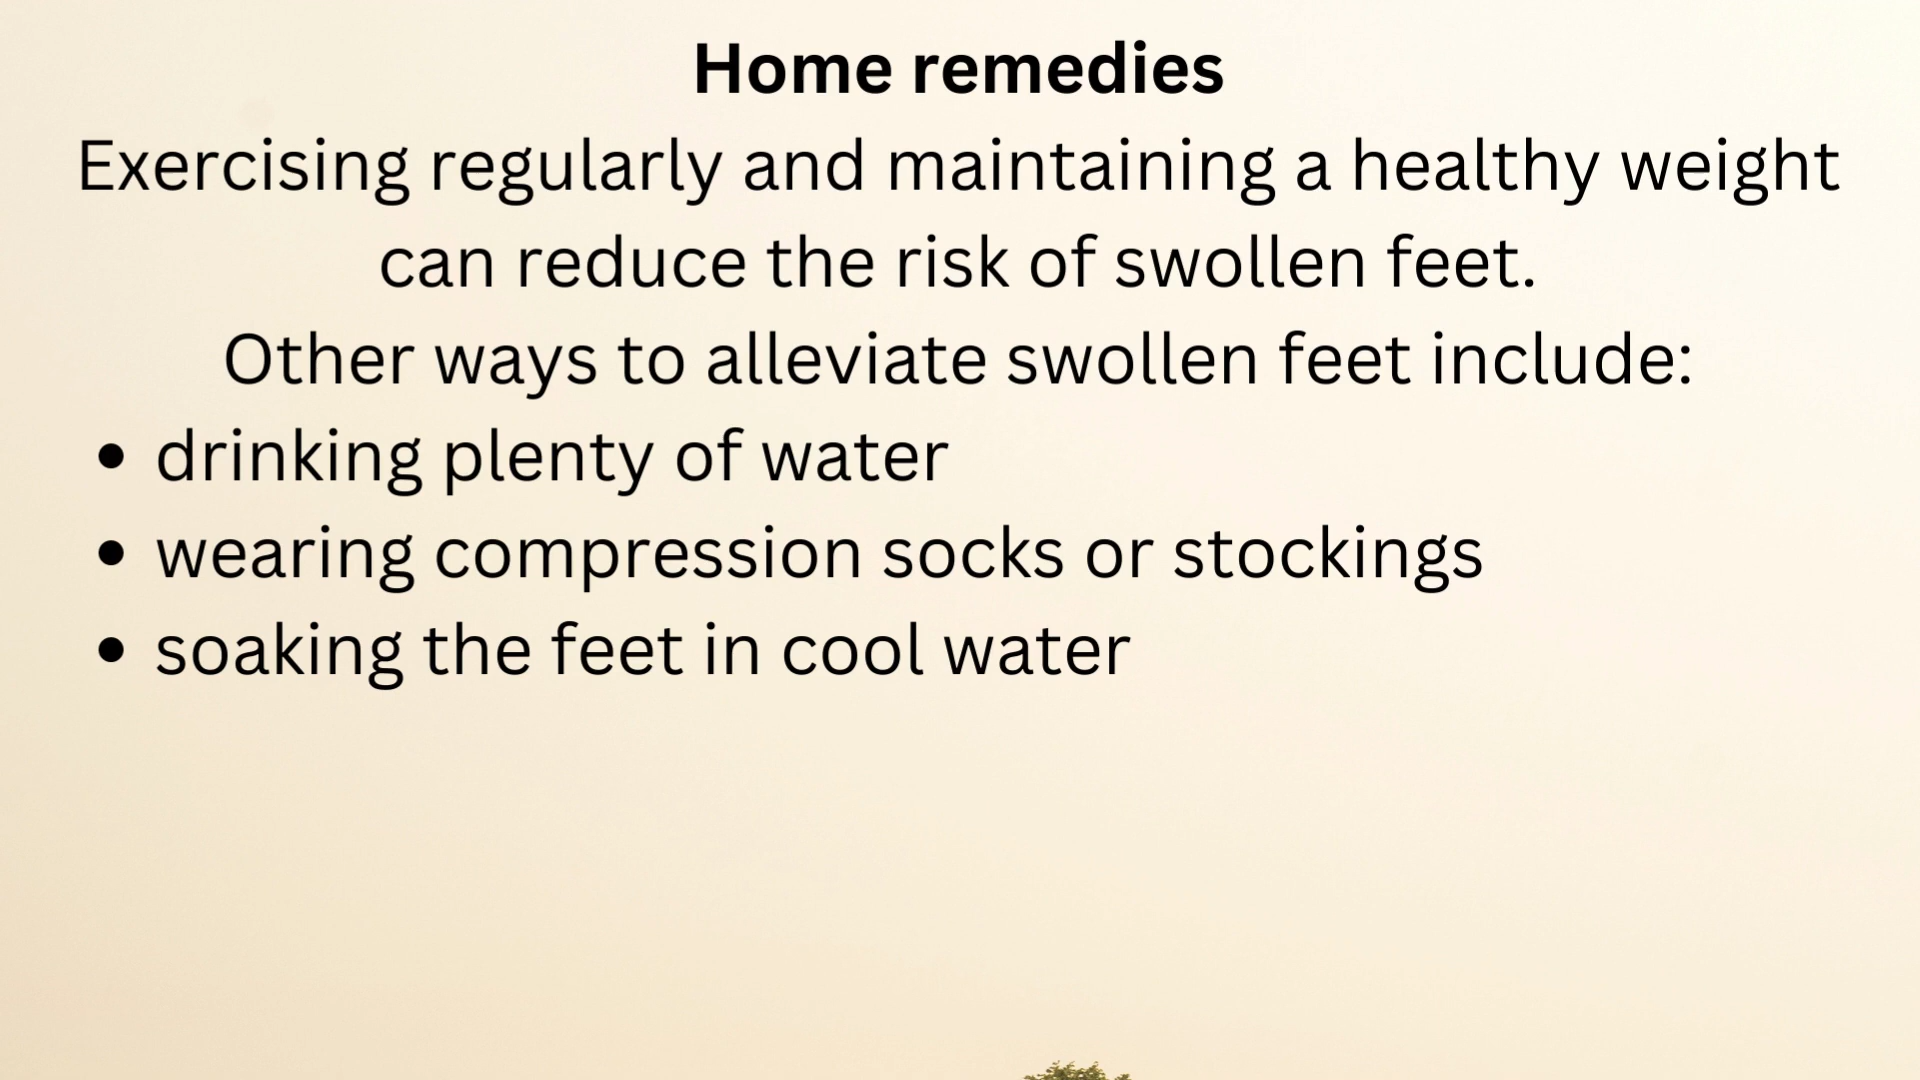 Home remedies
Exercising regularly and maintaining a healthy weight
can reduce the risk of swollen feet.
Other ways to alleviate swollen feet include:
• drinking plenty of water
• wearing compression socks or stockings
• soaking the feet in cool water